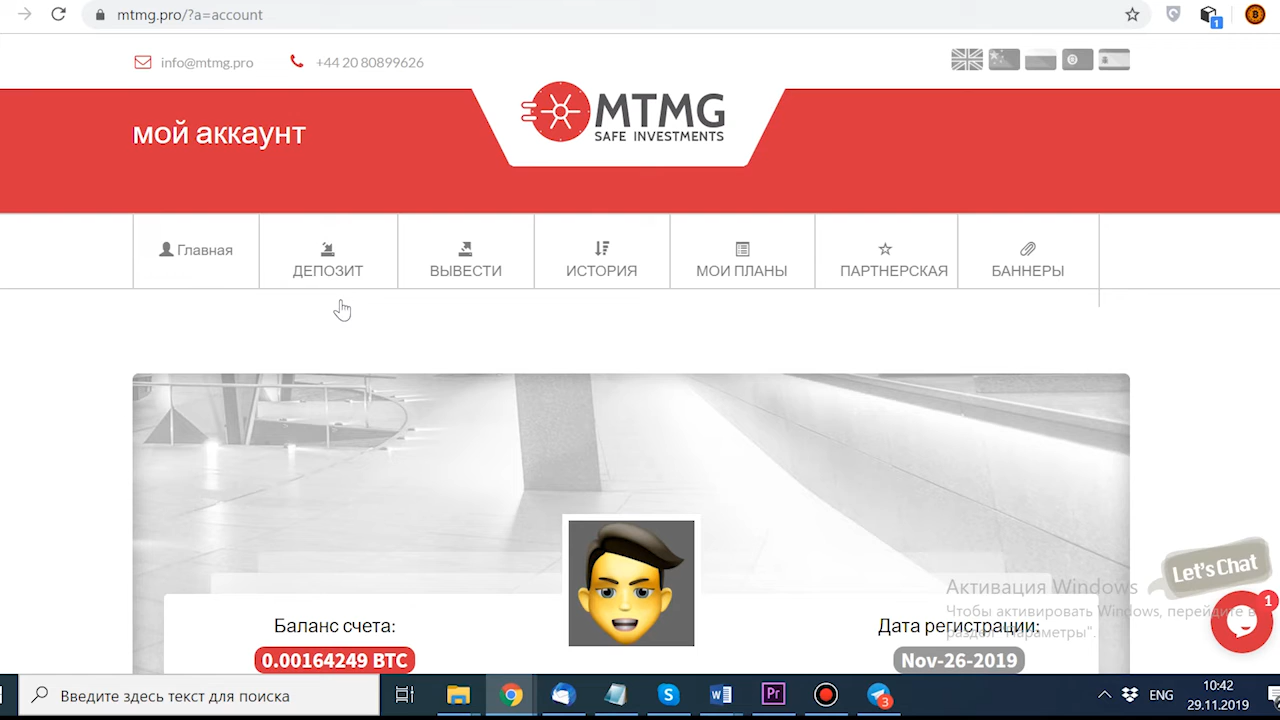 mtmg.pro/?a=account
1
info@mtmg.pro
+44 20 80899626
мой аккаунт
MTMG
SAFE INVESTMENTS
Главная
ДЕПОЗИТ
ВЫВЕСТИ
ИСТОРИЯ
МОИ ПЛАНЫ
ПАРТНЕРСКАЯ
БАННЕРЫ
Let's Chat
1
Активация Windows
Чтобы активировать Windows, перейдите в
раздел "Параметры".
Баланс счета:
0.00164249 BTC
Дата регистрации:
Nov-26-2019
Введите здесь текст для поиска
Pr
3
ENG
10:42
29.11.2019